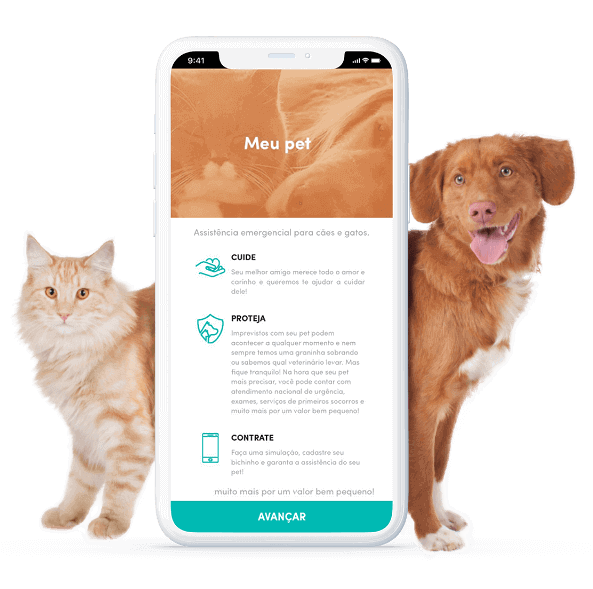 9:41
Meu pet
Assistência emergencial para cães e gatos.
CUIDE
Seu melhor amigo merece todo o amor e
carinho e queremos te ajudar a cuidar
dele!
PROTEJA
Imprevistos com seu pet podem
acontecer a qualquer momento e nem
sempre temos uma graninha sobrando
ou sabemos qual veterinário levar. Mas
fique tranquilo! Na hora que seu pet
mais precisar, você pode contar com
atendimento nacional de urgência,
exames, serviços de primeiros socorros e
muito mais por um valor bem pequeno!
CONTRATE
Faça uma simulação, cadastre seu
bichinho e garanta a assistência do seu
pet!
muito mais por um valor bem pequeno!
AVANÇAR